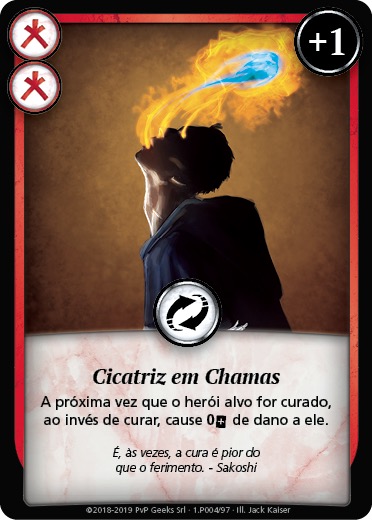 +1
Cicatriz em Chamas
A próxima vez que o herói alvo for curado,
ao invés de curar, cause 0+ de dano a ele.
É, às vezes, a cura é pior do
que o ferimento. - Sakoshi
©2018-2019 PvP Geeks Srl · 1.P004/97 · Ill. Jack Kaiser